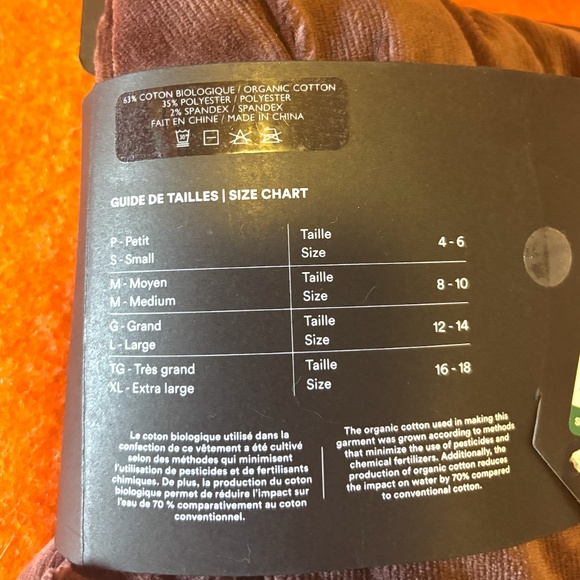 63% COTON BIOLOGIQUE / ORGANIC COTTON
35% POLYESTER / POLYESTER
2% SPANDEX / SPANDEX
FAIT EN CHINE / MADE IN CHINA
GUIDE DE TAILLES | SIZE CHART
P - Petit Taille 4 - 6
S - Small Size
M - Moyen Taille 8 - 10
M - Medium Size
G - Grand Taille 12 - 14
L - Large Size
TG - Très grand Taille 16 - 18
XL - Extra large Size
Le coton biologique utilisé dans la
confection de ce vêtement a été cultivé
selon des méthodes qui minimisent
l'utilisation de pesticides et de fertilisants
chimiques. De plus, la production du coton
biologique permet de réduire l'impact sur
l'eau de 70 % comparativement au coton
conventionnel.
The organic cotton used in making this
garment was grown according to methods
that minimize the use of pesticides and
chemical fertilizers. Additionally, the
production of organic cotton reduces
the impact on water by 70% compared
to conventional cotton.